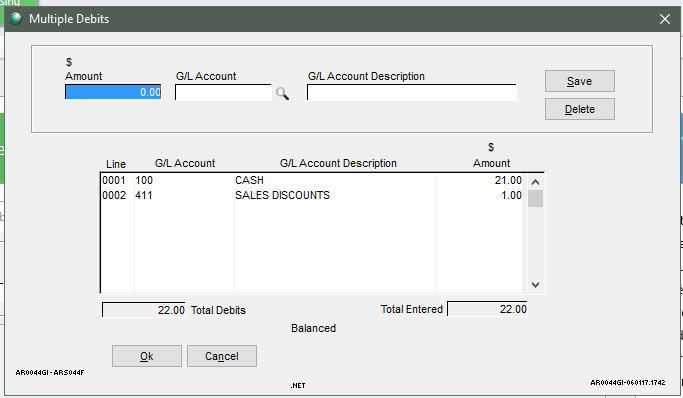 sing
Multiple Debits
$
Amount G/L Account G/L Account Description
0.00
Save
Delete
$
Line G/L Account G/L Account Description Amount
0001 100 CASH 21.00
0002 411 SALES DISCOUNTS 1.00
22.00 Total Debits Total Entered 22.00
Balanced
Ok Cancel
AR0044GI - ARS044F
.NET
AR0044GI-060117.1742